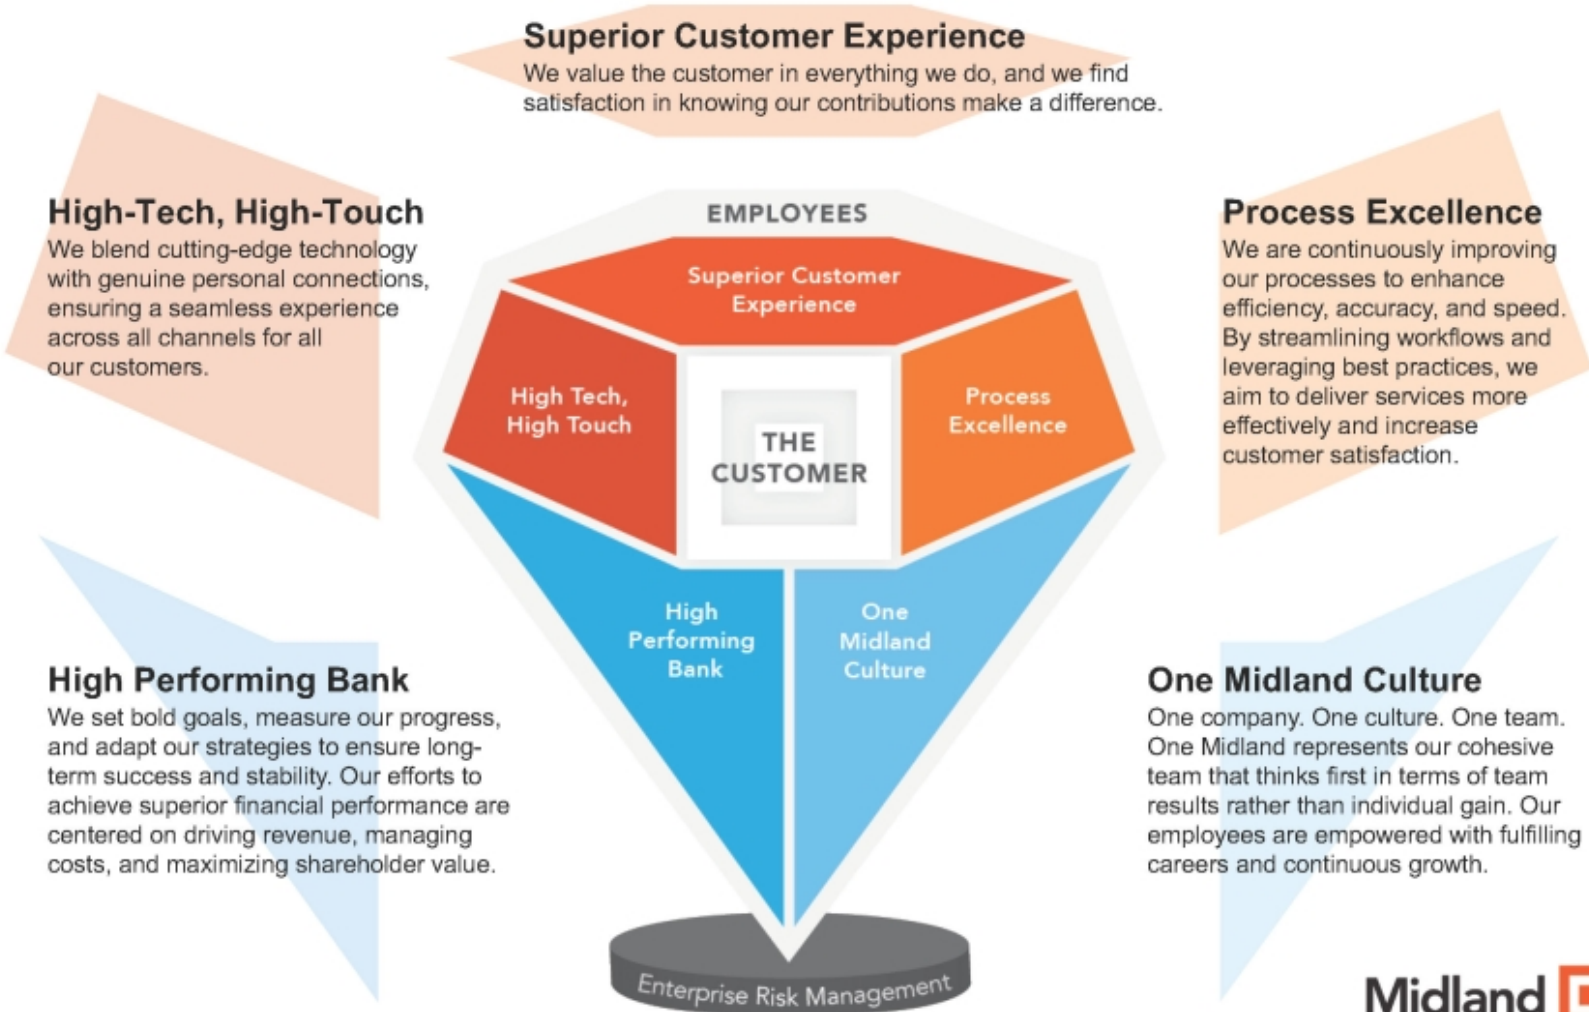 Superior Customer Experience
We value the customer in everything we do, and we find
satisfaction in knowing our contributions make a difference.
High-Tech, High-Touch
We blend cutting-edge technology
with genuine personal connections,
ensuring a seamless experience
across all channels for all
our customers.
Process Excellence
We are continuously improving
our processes to enhance
efficiency, accuracy, and speed.
By streamlining workflows and
leveraging best practices, we
aim to deliver services more
effectively and increase
customer satisfaction.
EMPLOYEES
Superior Customer
Experience
High Tech,
High Touch
THE
CUSTOMER
Process
Excellence
High
Performing
Bank
One
Midland
Culture
High Performing Bank
We set bold goals, measure our progress,
and adapt our strategies to ensure long-
term success and stability. Our efforts to
achieve superior financial performance are
centered on driving revenue, managing
costs, and maximizing shareholder value.
One Midland Culture
One company. One culture. One team.
One Midland represents our cohesive
team that thinks first in terms of team
results rather than individual gain. Our
employees are empowered with fulfilling
careers and continuous growth.
Enterprise Risk Management
Midland